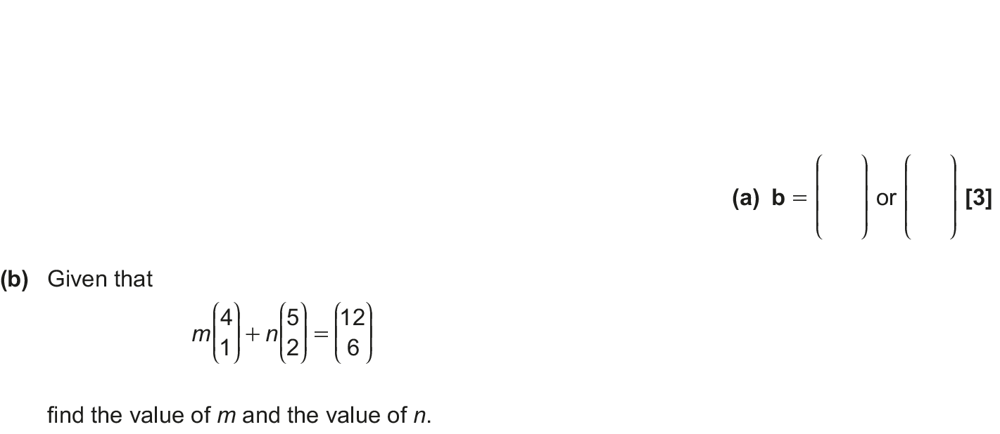 (a) b = ( ) or ( ) [3]
(b) Given that
m(4 1) + n(5 2) = (12 6)
find the value of m and the value of n.